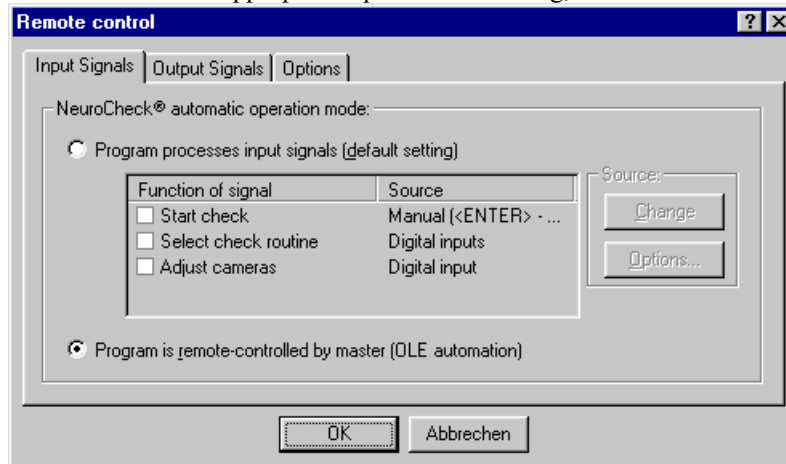 Remote control
Input Signals Output Signals Options
NeuroCheck® automatic operation mode:
Program processes input signals (default setting)
Source:
Function of signal Source
Start check Manual (<ENTER> - ...
Change
Select check routine Digital inputs
Adjust cameras Digital input
Options...
Program is remote-controlled by master (OLE automation)
OK Abbrechen